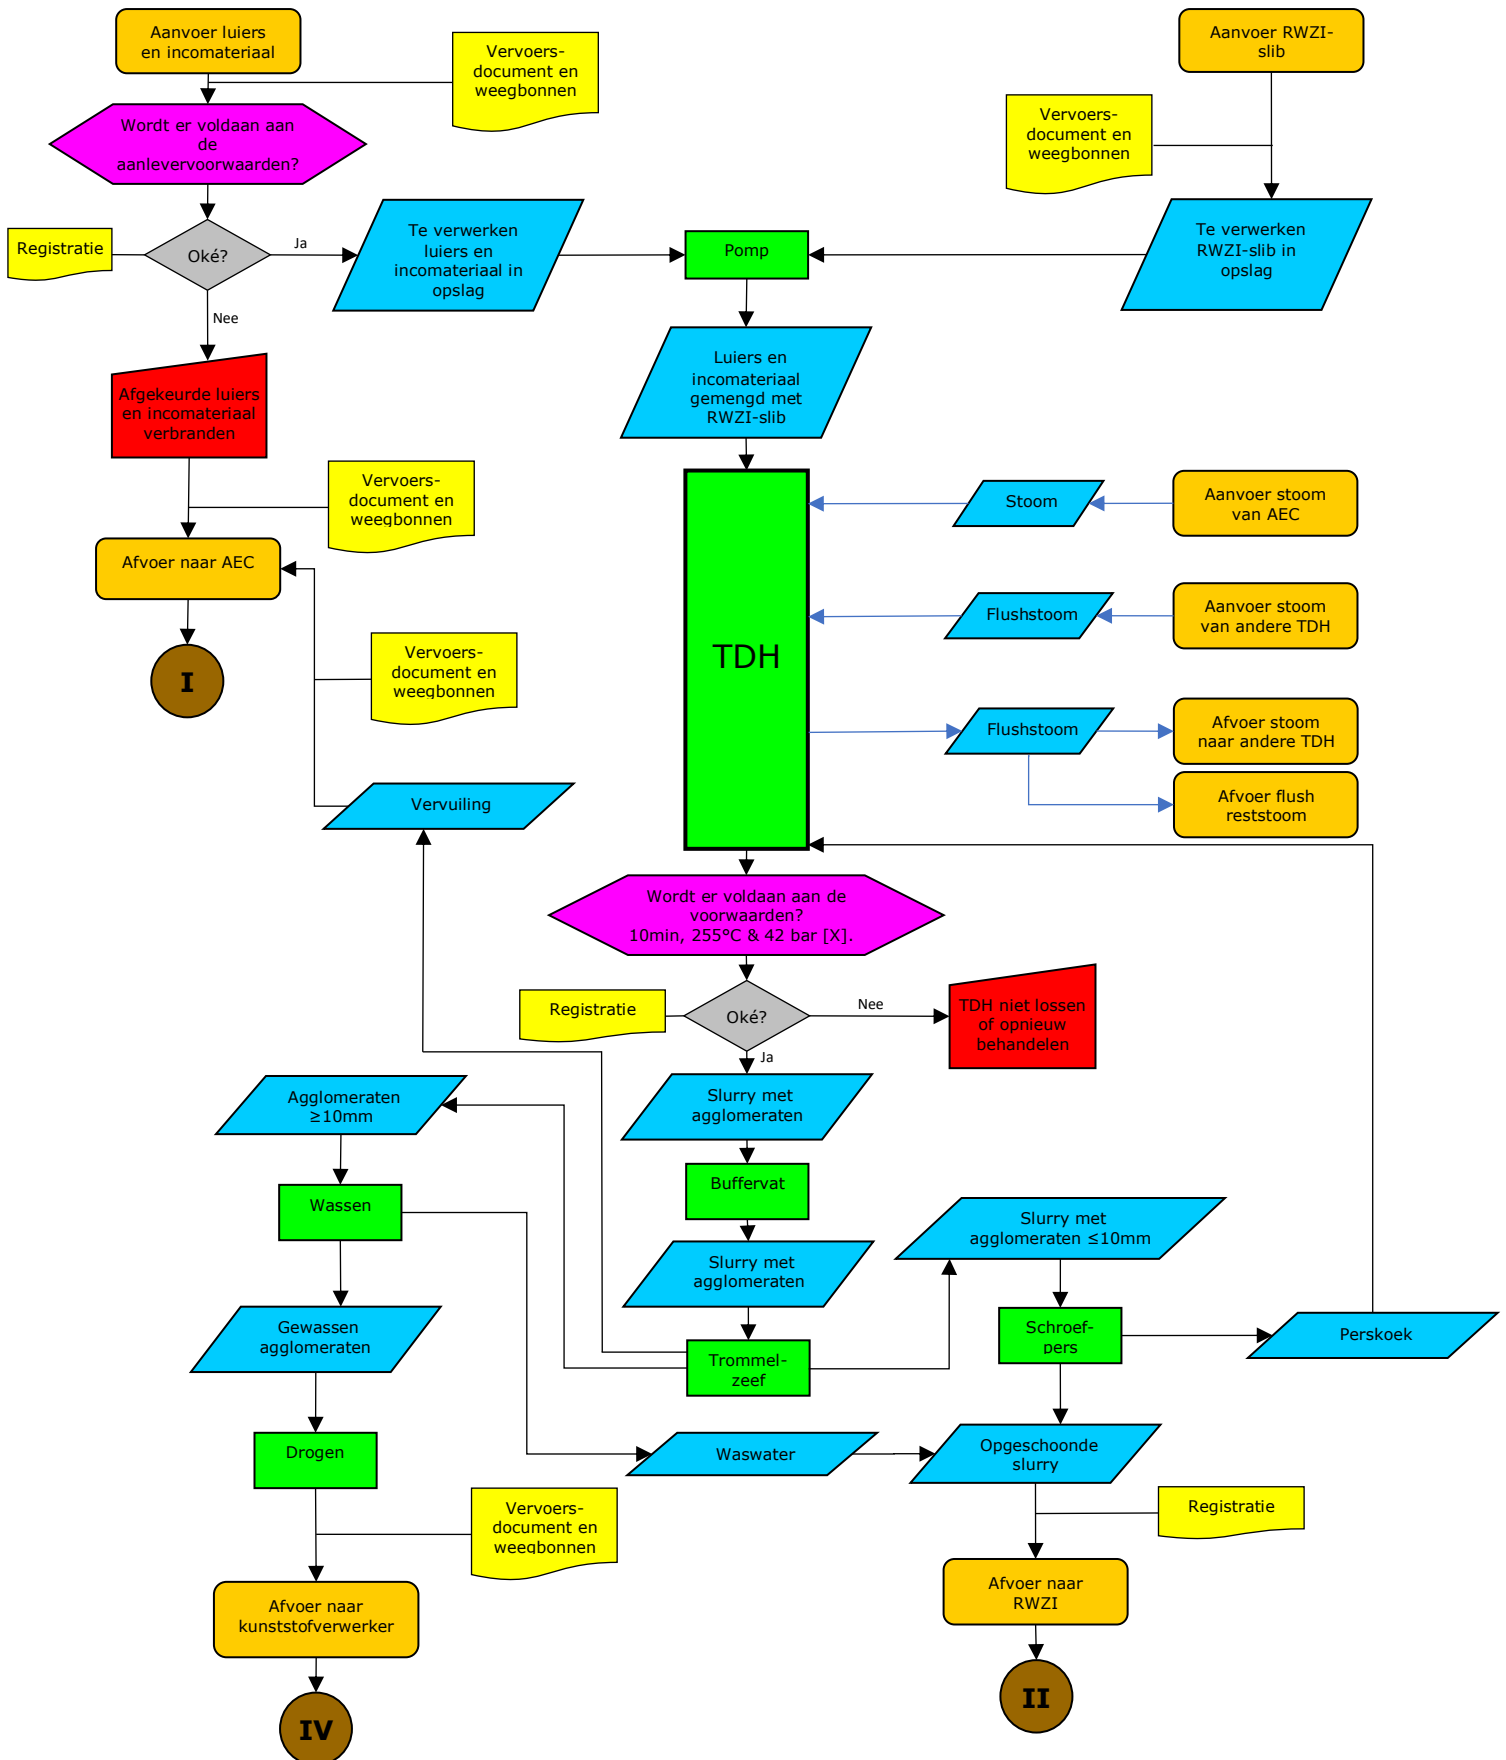 Aanvoer luiers
en incomateriaal
Vervoers-
document en
weegbonnen
Aanvoer RWZI-
slib
Vervoers-
document en
weegbonnen
Wordt er voldaan aan
de
aanlevervoorwaarden?
Registratie
Oké?
Ja
Nee
Te verwerken
luiers en
incomateriaal in
opslag
Pomp
Te verwerken
RWZI-slib in
opslag
Luiers en
incomateriaal
gemengd met
RWZI-slib
Afgekeurde luiers
en incomateriaal
verbranden
Vervoers-
document en
weegbonnen
Afvoer naar AEC
I
Vervoers-
document en
weegbonnen
Vervuiling
TDH
Stoom
Aanvoer stoom
van AEC
Flushstoom
Aanvoer stoom
van andere TDH
Flushstoom
Afvoer stoom
naar andere TDH
Afvoer flush
reststoom
Wordt er voldaan aan de
voorwaarden?
10min, 255°C & 42 bar [X].
Registratie
Oké?
Nee
Ja
TDH niet lossen
of opnieuw
behandelen
Slurry met
agglomeraten
Agglomeraten
≥10mm
Buffervat
Wassen
Slurry met
agglomeraten ≤10mm
Slurry met
agglomeraten
Gewassen
agglomeraten
Trommel-
zeef
Schroef-
pers
Perskoek
Drogen
Waswater
Opgeschoonde
slurry
Vervoers-
document en
weegbonnen
Registratie
Afvoer naar
kunststofverwerker
Afvoer naar
RWZI
IV
II